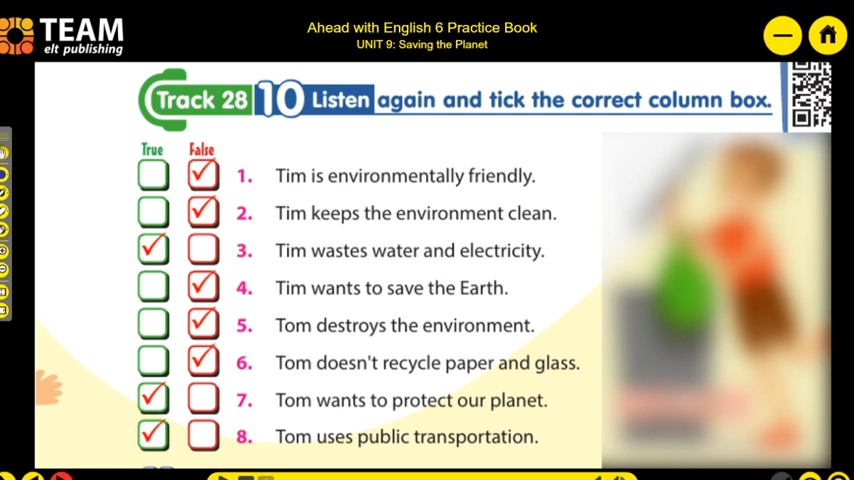 TEAM
elt publishing
Ahead with English 6 Practice Book
UNIT 9: Saving the Planet
Track 28 10 Listen again and tick the correct column box.
True False
1. Tim is environmentally friendly.
2. Tim keeps the environment clean.
3. Tim wastes water and electricity.
4. Tim wants to save the Earth.
5. Tom destroys the environment.
6. Tom doesn't recycle paper and glass.
7. Tom wants to protect our planet.
8. Tom uses public transportation.